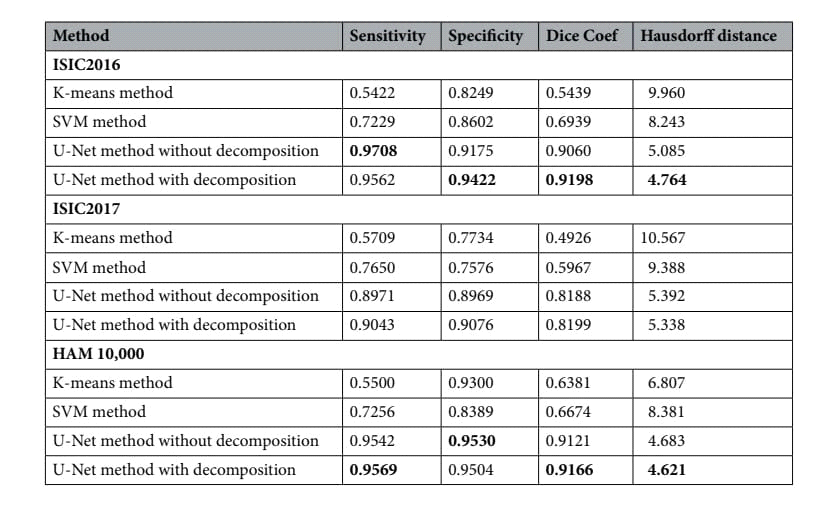 Method Sensitivity Specificity Dice Coef Hausdorff distance
ISIC2016
K-means method 0.5422 0.8249 0.5439 9.960
SVM method 0.7229 0.8602 0.6939 8.243
U-Net method without decomposition 0.9708 0.9175 0.9060 5.085
U-Net method with decomposition 0.9562 0.9422 0.9198 4.764
ISIC2017
K-means method 0.5709 0.7734 0.4926 10.567
SVM method 0.7650 0.7576 0.5967 9.388
U-Net method without decomposition 0.8971 0.8969 0.8188 5.392
U-Net method with decomposition 0.9043 0.9076 0.8199 5.338
HAM 10,000
K-means method 0.5500 0.9300 0.6381 6.807
SVM method 0.7256 0.8389 0.6674 8.381
U-Net method without decomposition 0.9542 0.9530 0.9121 4.683
U-Net method with decomposition 0.9569 0.9504 0.9166 4.621